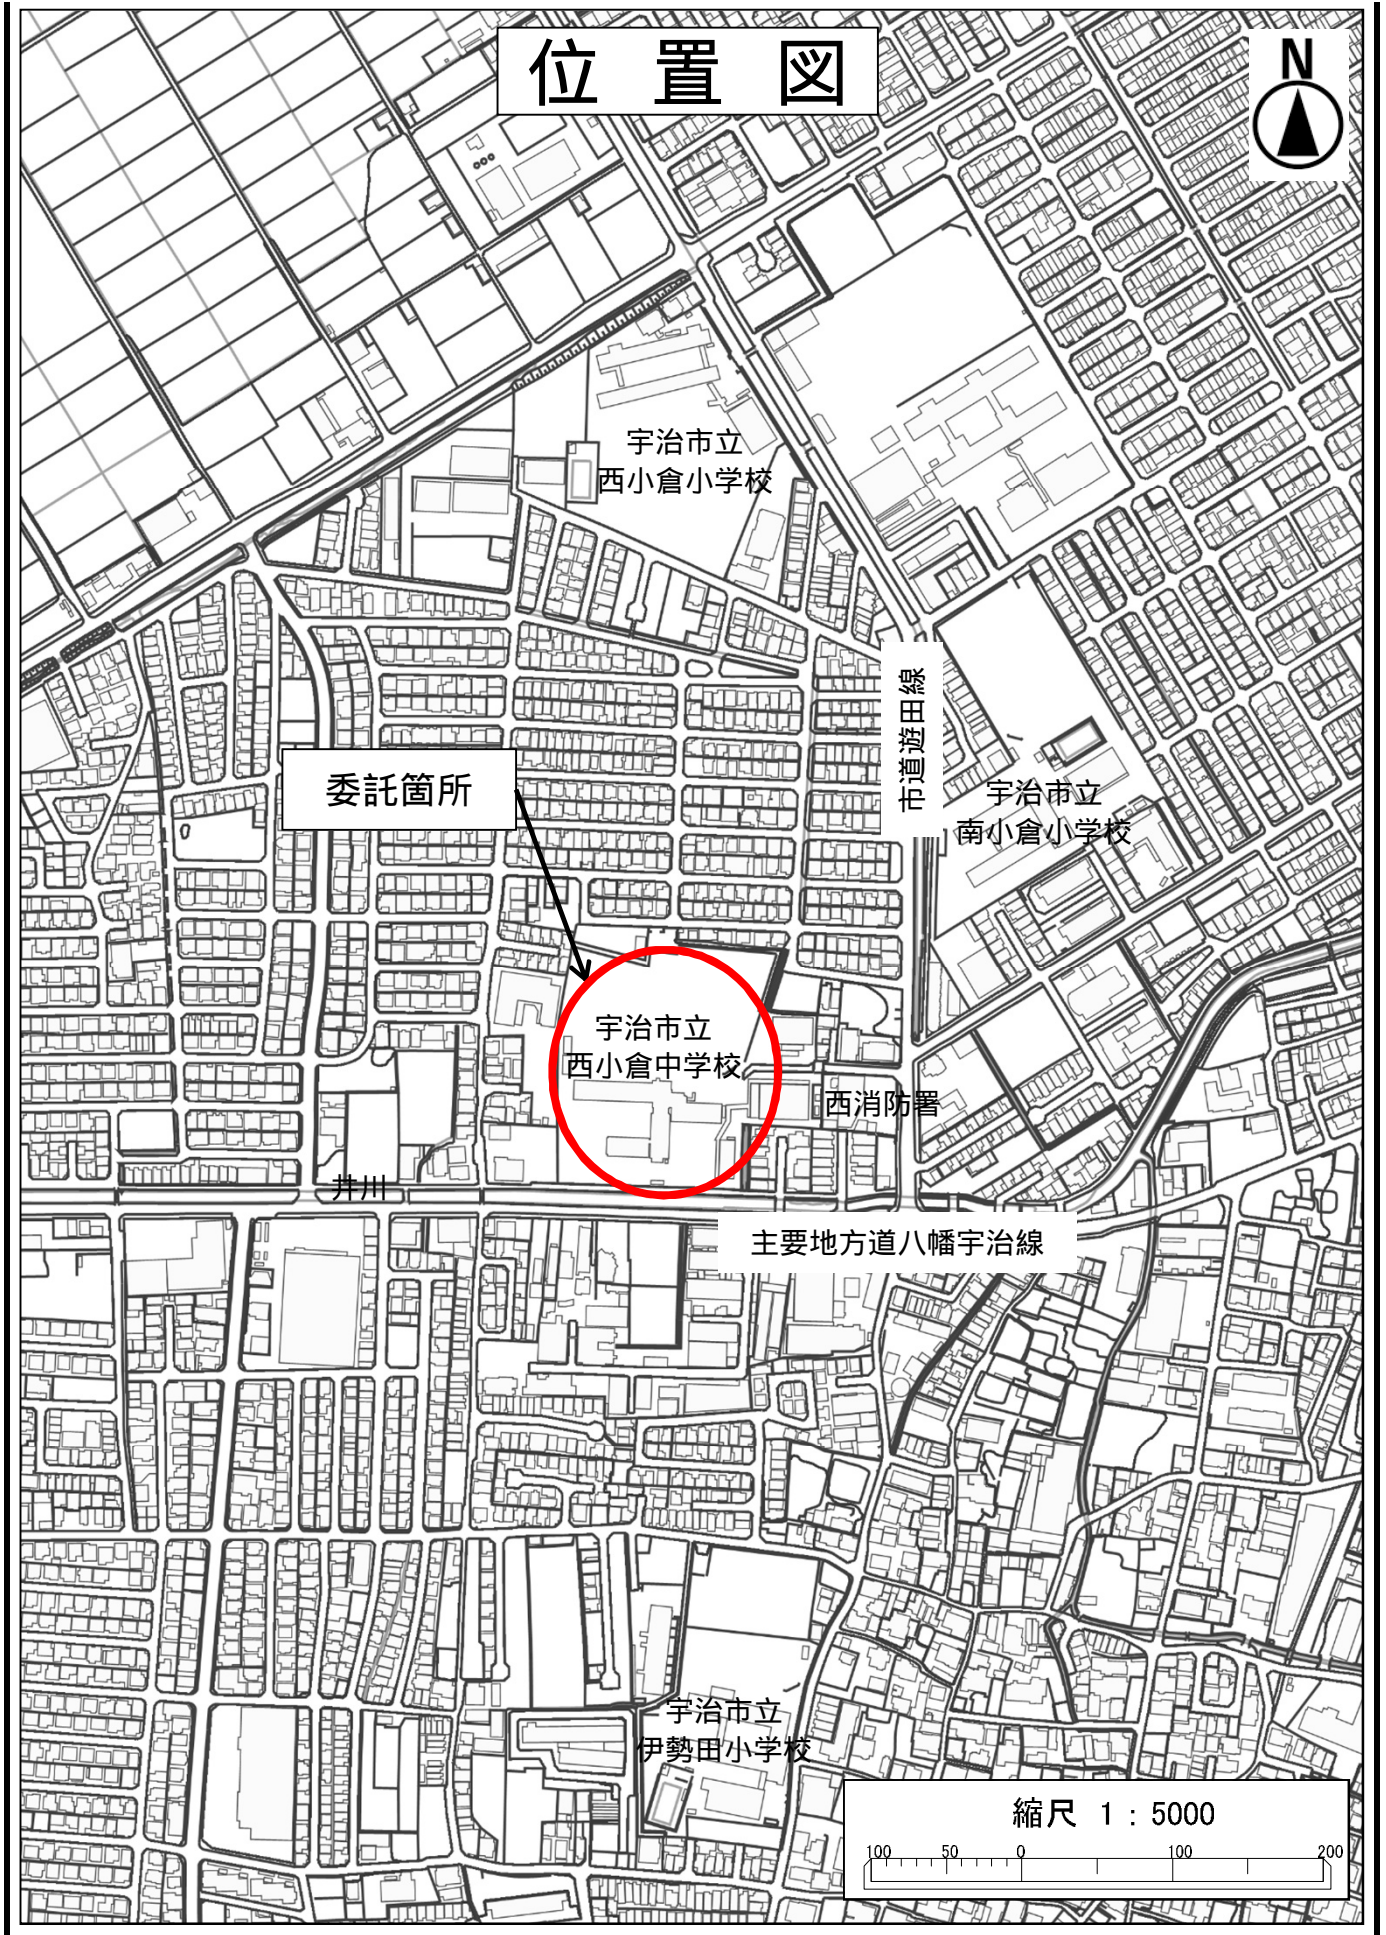 位置図
N
宇治市立
西小倉小学校
市道遊田線
委託箇所
宇治市立
南小倉小学校
宇治市立
西小倉中学校
西消防署
井川
主要地方道八幡宇治線
宇治市立
伊勢田小学校
縮尺 1：5000
100 50 0 100 200